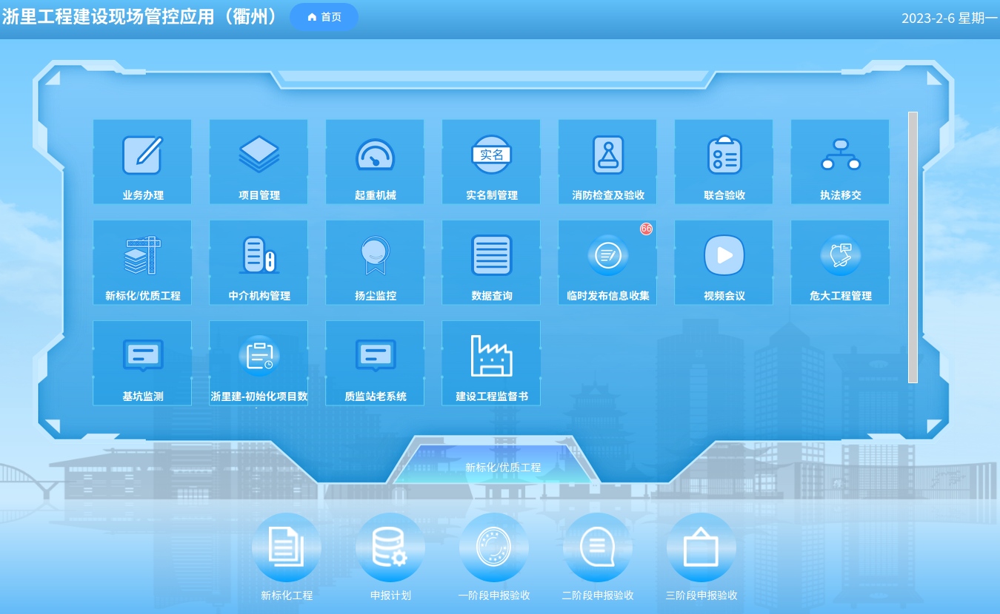 浙里工程建设现场管控应用（衢州）
首页
2023-2-6 星期一
业务办理
项目管理
起重机械
实名
实名制管理
消防检查及验收
联合验收
执法移交
新标化/优质工程
中介机构管理
扬尘监控
数据查询
66
临时发布信息收集
视频会议
危大工程管理
基坑监测
浙里建-初始化项目数
质监站老系统
建设工程监督书
新标化/优质工程
新标化工程
申报计划
一阶段申报验收
二阶段申报验收
三阶段申报验收